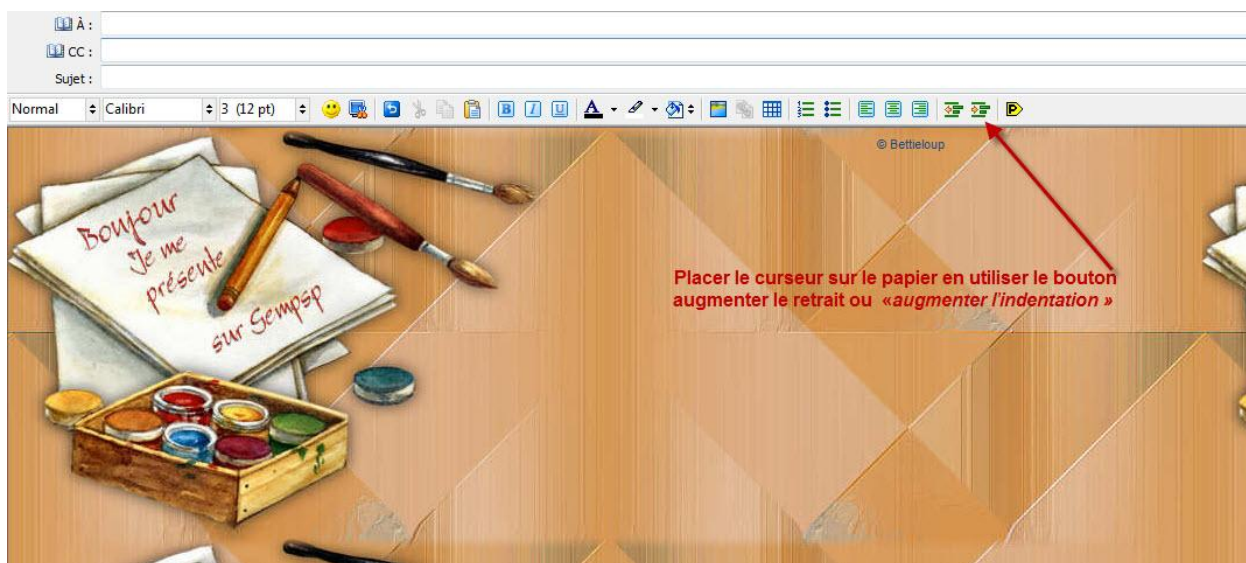 À :
CC :
Sujet :
Normal Calibri 3 (12 pt) B I U A P
© Bettieloup
Bonjour
Je me
présente
sur Sempsp
Placer le curseur sur le papier en utiliser le bouton
augmenter le retrait ou «augmenter l'indentation »